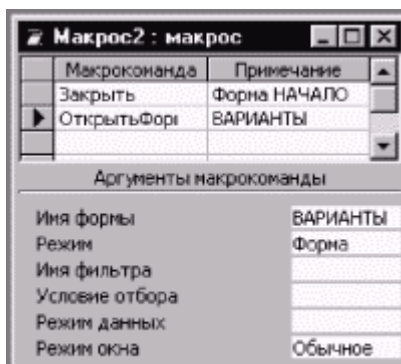 Макрос2 : макрос
Макрокоманда Примечание
Закрыть Форма НАЧАЛО
ОткрытьФорı ВАРИАНТЫ
Аргументы макрокоманды
Имя формы ВАРИАНТЫ
Режим Форма
Имя фильтра
Условие отбора
Режим данных
Режим окна Обычное